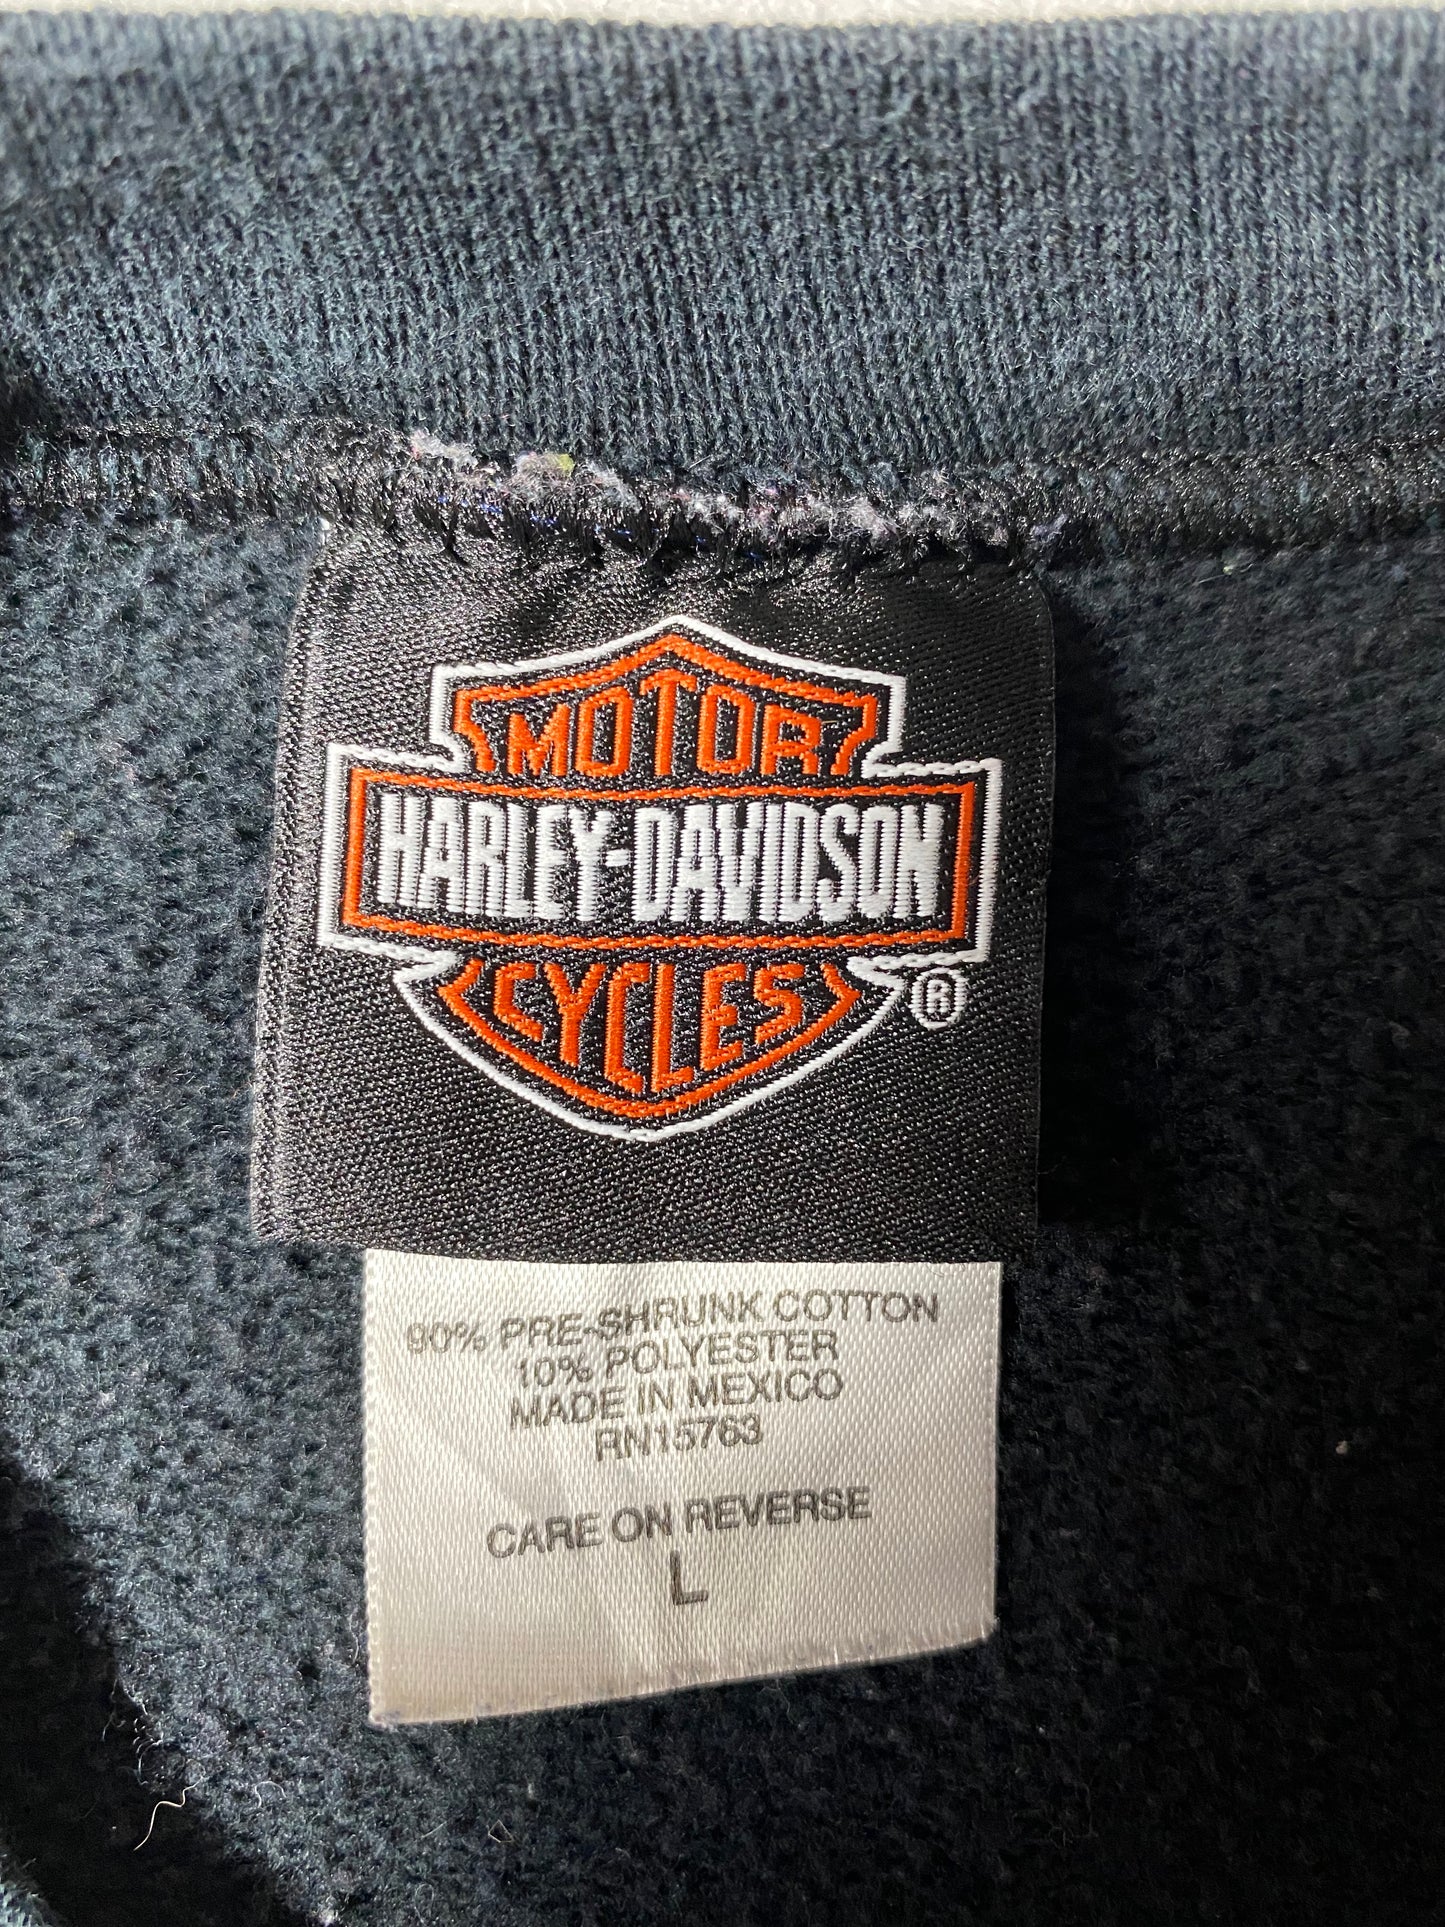 MOTOR
HARLEY-DAVIDSON
CYCLES
®
90% PRE-SHRUNK COTTON
10% POLYESTER
MADE IN MEXICO
RN15763
CARE ON REVERSE
L